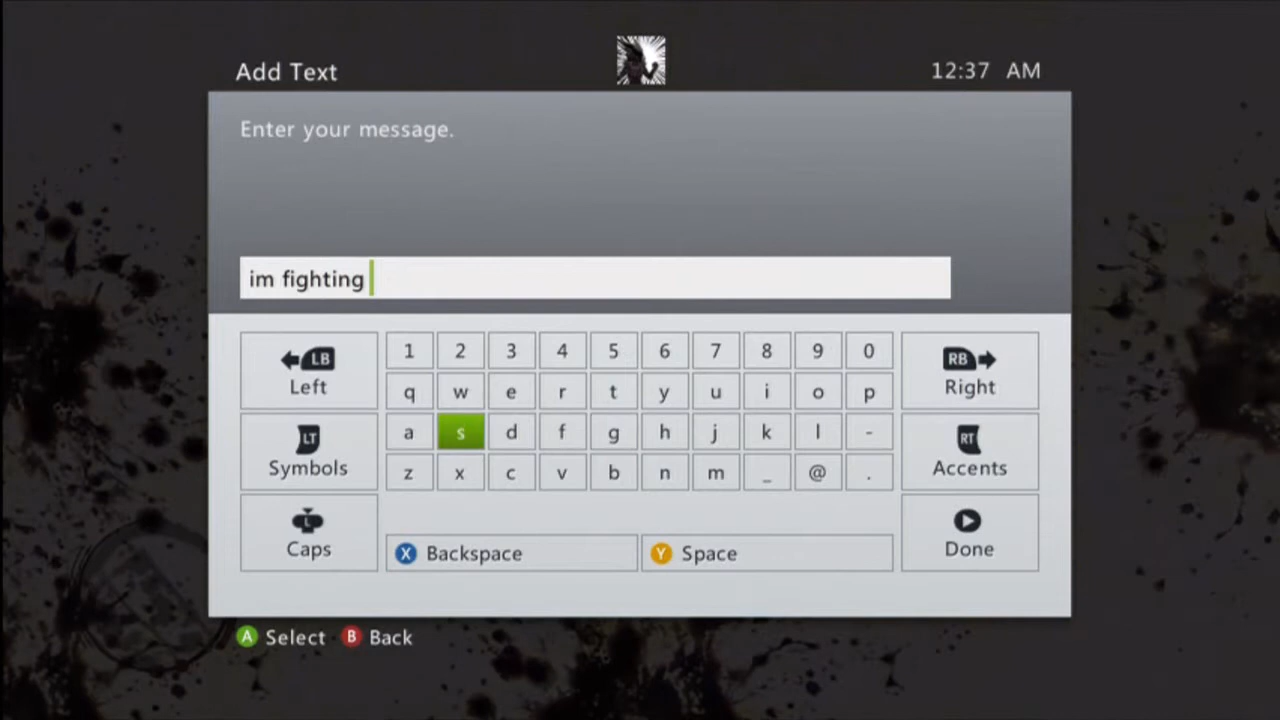 Add Text
12:37 AM
Enter your message.
im fighting
LB
Left
1 2 3 4 5 6 7 8 9 0
RB
Right
q w e r t y u i o p
LT
Symbols
a s d f g h j k l -
RT
Accents
z x c v b n m _ @ .
L
Caps
X Backspace
Y Space
Done
A Select B Back